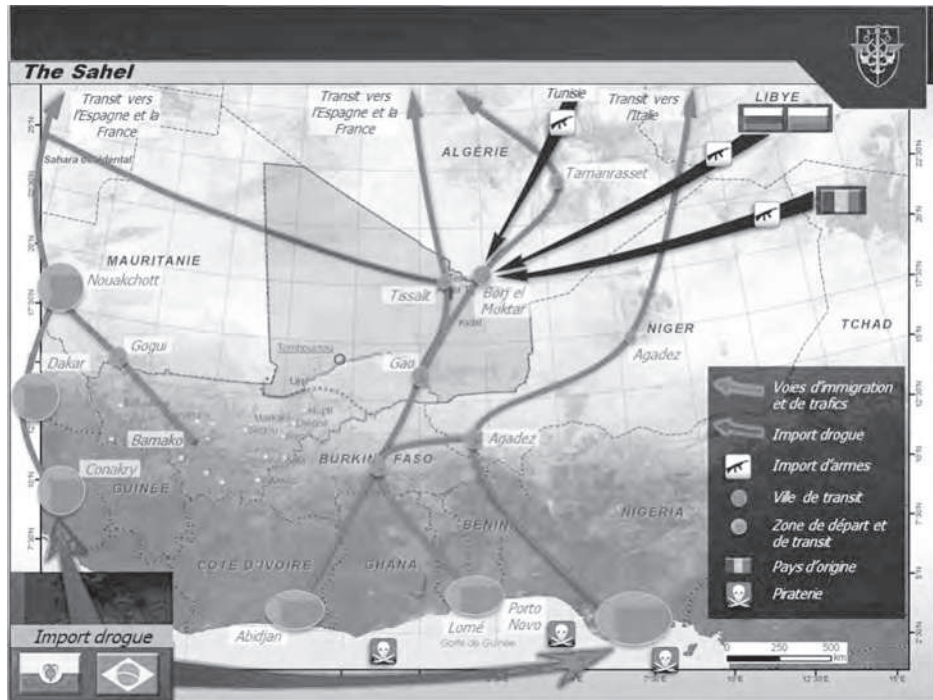 The Sahel
Transit vers
l'Espagne et la
France
Transit vers
l'Espagne et la
France
Tunisie
Transit vers
l'Italie
LIBYE
ALGÉRIE
Sahara occidental
Tamanrasset
MAURITANIE
Nouakchott
Tissalit
Borj el
Moktar
Kidal
NIGER
TCHAD
Gogui
Tombouctou
Gao
Agadez
Dakar
Bamako
Agadez
BURKINA FASO
Conakry
GUINÉE
BÉNIN
NIGERIA
COTE D'IVOIRE
GHANA
Abidjan
Lomé
Porto
Novo
Golfe de Guinée
Import drogue
Voies d'immigration
et de trafics
Import drogue
Import d'armes
Ville de transit
Zone de départ et
de transit
Pays d'origine
Piraterie
0 250 500
km